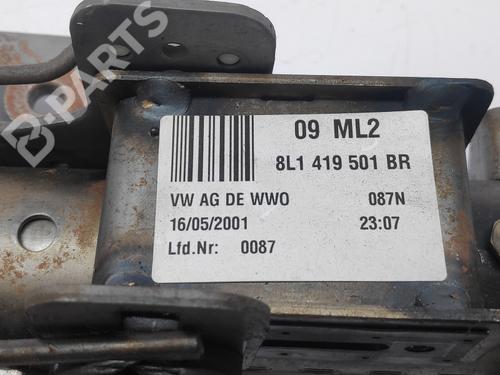 B-PARTS
09 ML2
8L1 419 501 BR
VW AG DE WWO 087N
16/05/2001 23:07
Lfd.Nr: 0087